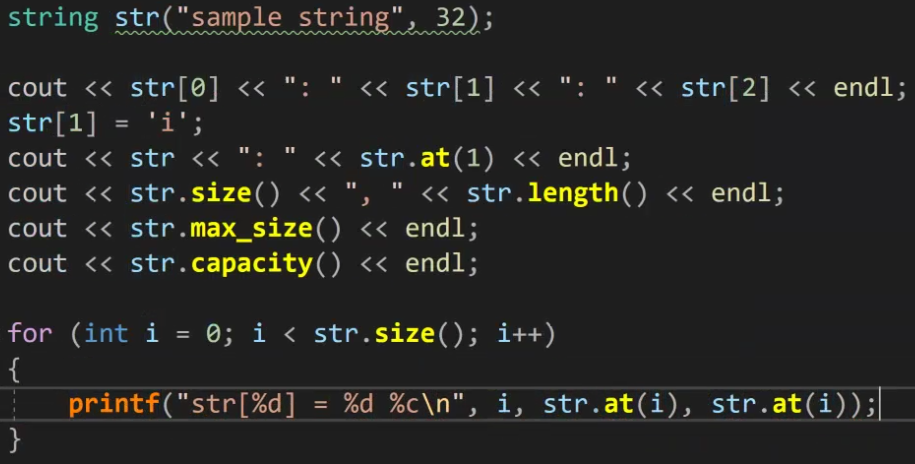 string str("sample string", 32);
cout << str[0] << ": " << str[1] << ": " << str[2] << endl;
str[1] = 'i';
cout << str << ": " << str.at(1) << endl;
cout << str.size() << ", " << str.length() << endl;
cout << str.max_size() << endl;
cout << str.capacity() << endl;
for (int i = 0; i < str.size(); i++)
{
printf("str[%d] = %d %c\n", i, str.at(i), str.at(i));
}